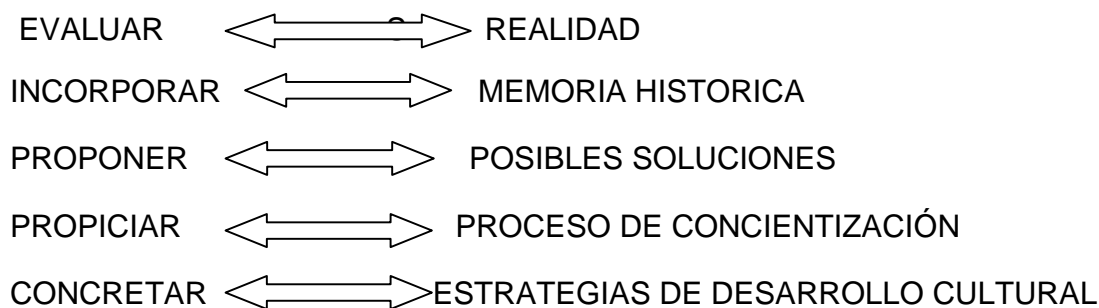 EVALUAR REALIDAD
INCORPORAR MEMORIA HISTORICA
PROPONER POSIBLES SOLUCIONES
PROPICIAR PROCESO DE CONCIENTIZACIÓN
CONCRETAR ESTRATEGIAS DE DESARROLLO CULTURAL